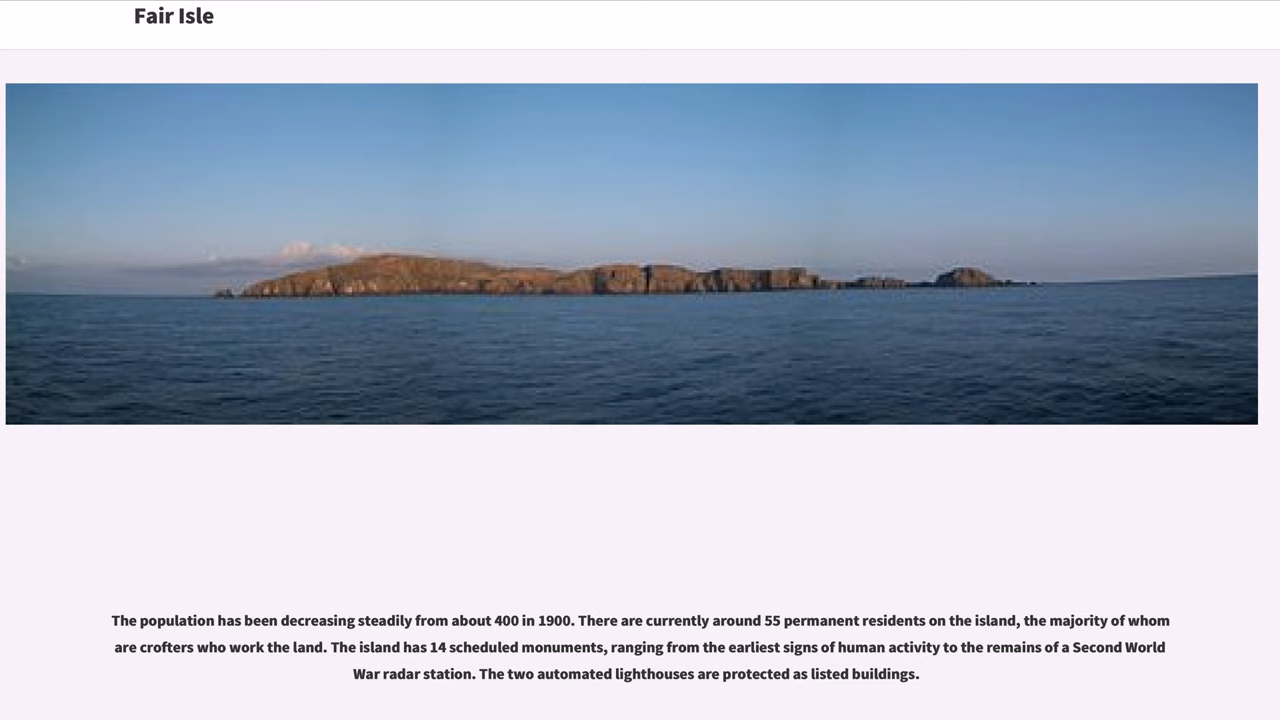 Fair Isle
The population has been decreasing steadily from about 400 in 1900. There are currently around 55 permanent residents on the island, the majority of whom
are crofters who work the land. The island has 14 scheduled monuments, ranging from the earliest signs of human activity to the remains of a Second World
War radar station. The two automated lighthouses are protected as listed buildings.